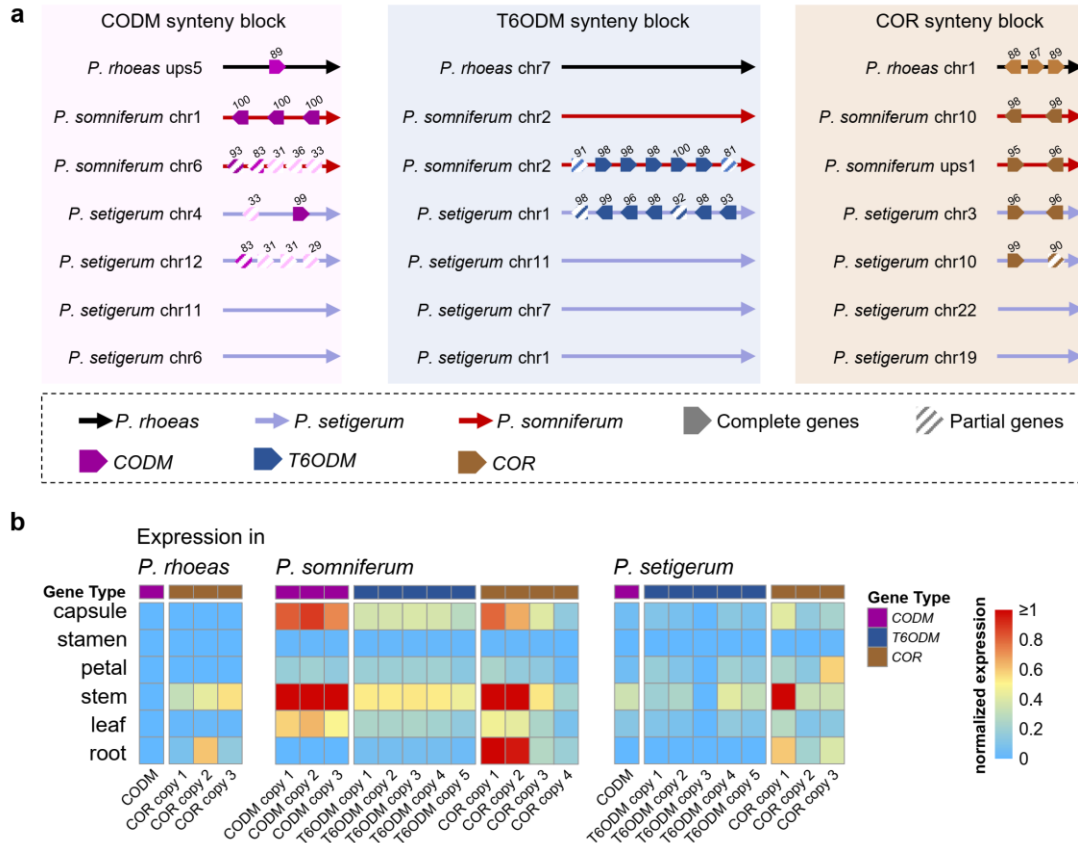 a
CODM synteny block
T6ODM synteny block
COR synteny block
89
P. rhoeas ups5
P. rhoeas chr7
88 87 89
P. rhoeas chr1
100 100 100
P. somniferum chr1
P. somniferum chr2
98 98
P. somniferum chr10
93 83 31 36 33
P. somniferum chr6
91 98 98 98 100 98 81
P. somniferum chr2
95 96
P. somniferum ups1
33 99
P. setigerum chr4
98 99 96 98 92 98 93
P. setigerum chr1
96 96
P. setigerum chr3
83 31 31 29
P. setigerum chr12
P. setigerum chr11
99 90
P. setigerum chr10
P. setigerum chr11
P. setigerum chr7
P. setigerum chr22
P. setigerum chr6
P. setigerum chr1
P. setigerum chr19
P. rhoeas
P. setigerum
P. somniferum
Complete genes
Partial genes
CODM
T6ODM
COR
b
Expression in
P. rhoeas
P. somniferum
P. setigerum
Gene Type
capsule
stamen
petal
stem
leaf
root
CODM
COR copy 1
COR copy 2
COR copy 3
CODM copy 1
CODM copy 2
CODM copy 3
T6ODM copy 1
T6ODM copy 2
T6ODM copy 3
T6ODM copy 4
T6ODM copy 5
COR copy 1
COR copy 2
COR copy 3
COR copy 4
CODM
T6ODM copy 1
T6ODM copy 2
T6ODM copy 3
T6ODM copy 4
T6ODM copy 5
COR copy 1
COR copy 2
COR copy 3
Gene Type
CODM
T6ODM
COR
normalized expression
≥1
0.8
0.6
0.4
0.2
0